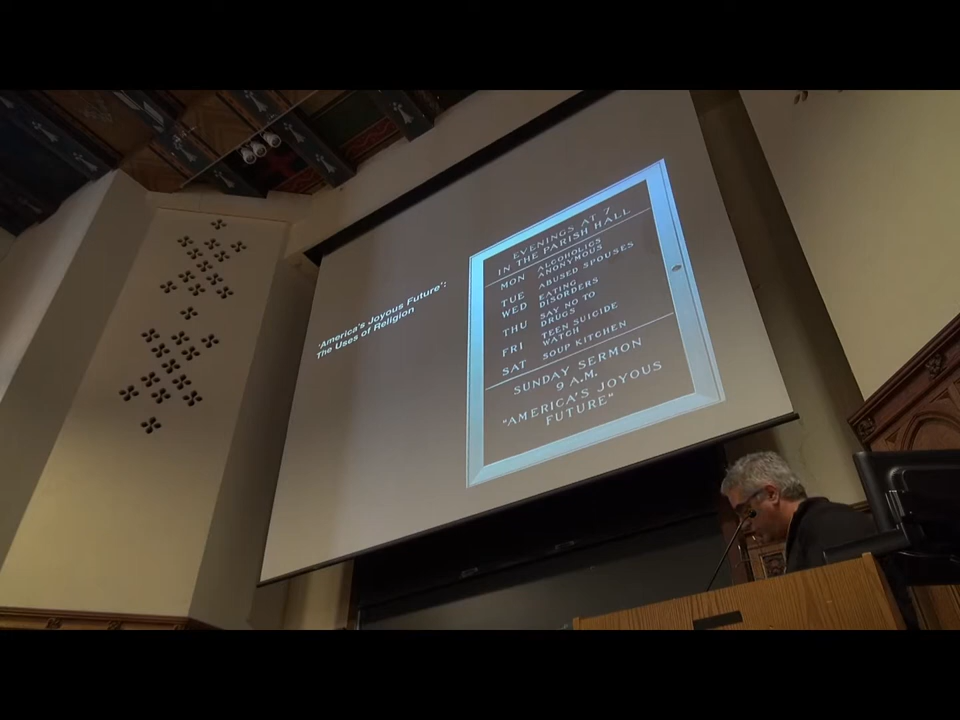 'America's Joyous Future':
The Uses of Religion
EVENINGS AT 7
IN THE PARISH HALL
MON ALCOHOLICS
ANONYMOUS
TUE ABUSED SPOUSES
WED EATING
DISORDERS
THU SAY NO TO
DRUGS
FRI TEEN SUICIDE
WATCH
SAT SOUP KITCHEN
SUNDAY SERMON
9 A.M.
"AMERICA'S JOYOUS
FUTURE"